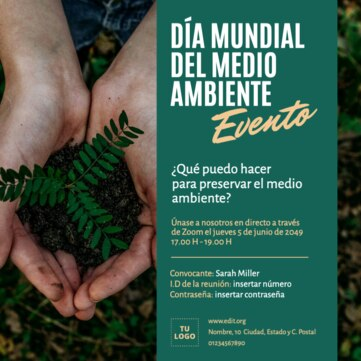 DÍA MUNDIAL
DEL MEDIO
AMBIENTE
Evento
¿Qué puedo hacer
para preservar el medio
ambiente?
Únase a nosotros en directo a través
de Zoom el jueves 5 de junio de 2049
17.00 H - 19.00 H
Convocante: Sarah Miller
I.D de la reunión: insertar número
Contraseña: insertar contraseña
TU
LOGO
www.edit.org
Nombre, 10 Ciudad, Estado y C. Postal
01234567890